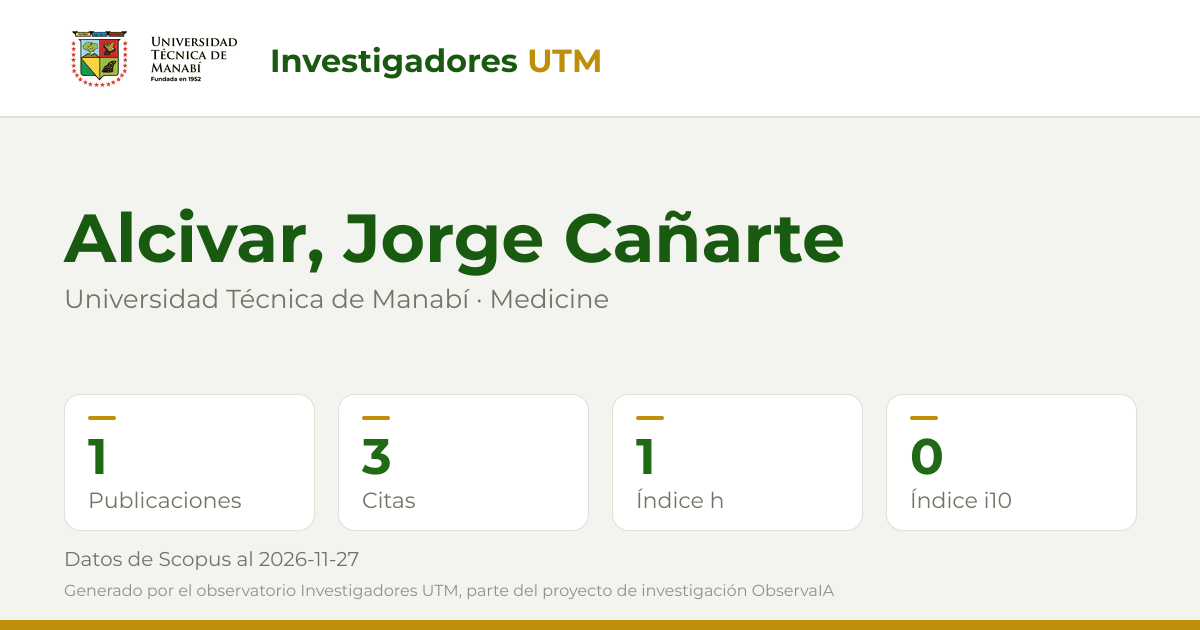 UNIVERSIDAD
TÉCNICA DE
MANABÍ
Fundada en 1952
Investigadores UTM
Alcivar, Jorge Cañarte
Universidad Técnica de Manabí · Medicine
1
Publicaciones
3
Citas
1
Índice h
0
Índice i10
Datos de Scopus al 2026-11-27
Generado por el observatorio Investigadores UTM, parte del proyecto de investigación ObservaIA